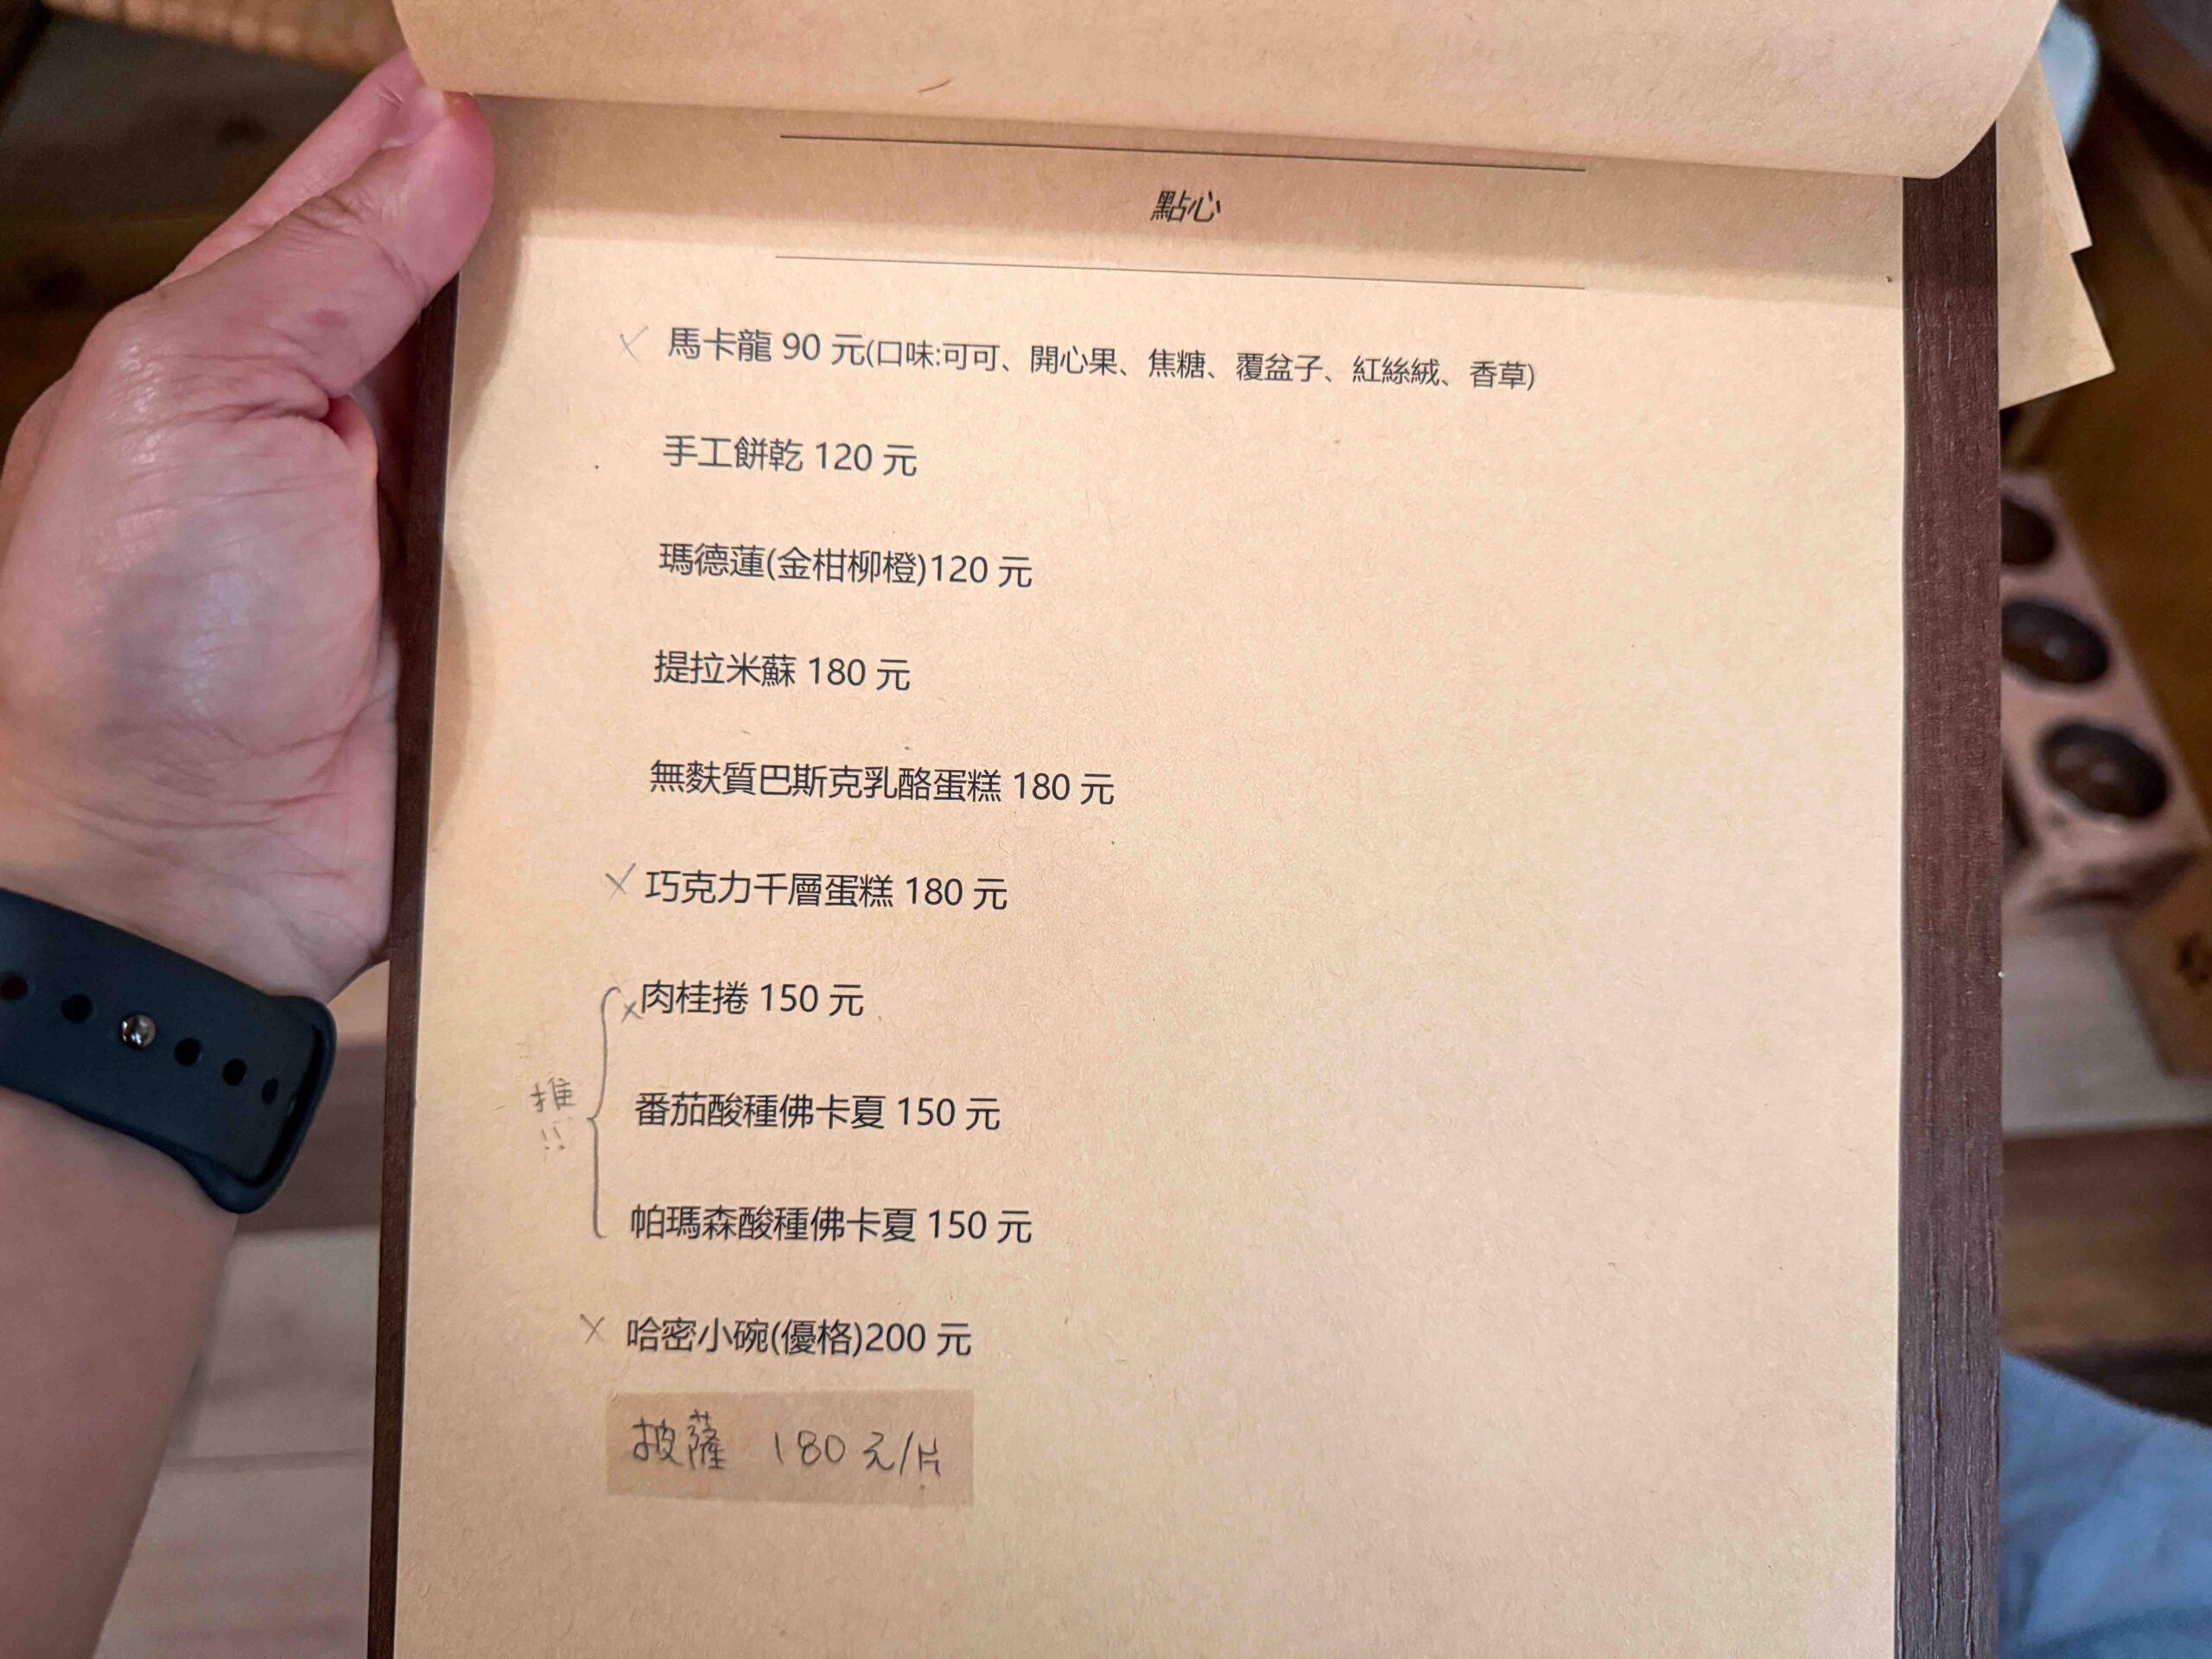 點心
馬卡龍 90 元(口味:可可、開心果、焦糖、覆盆子、紅絲絨、香草)
手工餅乾 120 元
瑪德蓮(金柑柳橙)120 元
提拉米蘇 180 元
無麩質巴斯克乳酪蛋糕 180 元
巧克力千層蛋糕 180 元
肉桂捲 150 元
番茄酸種佛卡夏 150 元
推!!
帕瑪森酸種佛卡夏 150 元
哈密小碗(優格)200 元
披薩 180 元/片